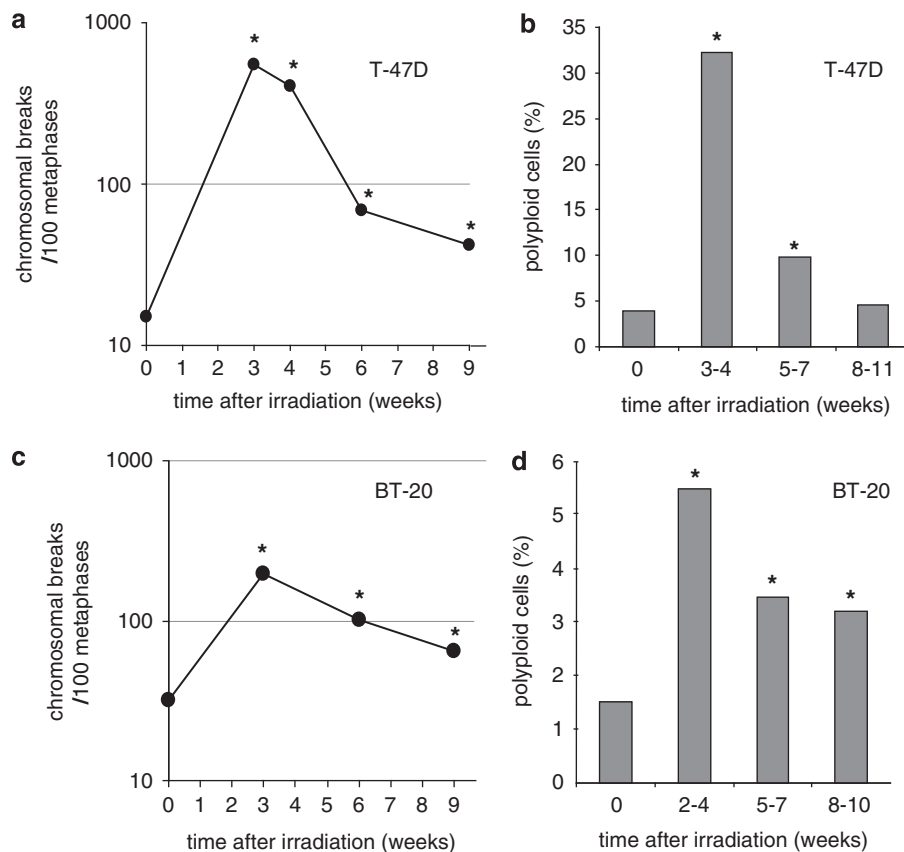 a
1000
100
10
chromosomal breaks
/100 metaphases
*
*
*
*
T-47D
0 1 2 3 4 5 6 7 8 9
time after irradiation (weeks)
b
35
30
25
20
15
10
5
0
polyploid cells (%)
*
*
T-47D
0 3-4 5-7 8-11
time after irradiation (weeks)
c
1000
100
10
chromosomal breaks
/100 metaphases
*
*
*
BT-20
0 1 2 3 4 5 6 7 8 9
time after irradiation (weeks)
d
6
5
4
3
2
1
0
polyploid cells (%)
*
*
*
BT-20
0 2-4 5-7 8-10
time after irradiation (weeks)